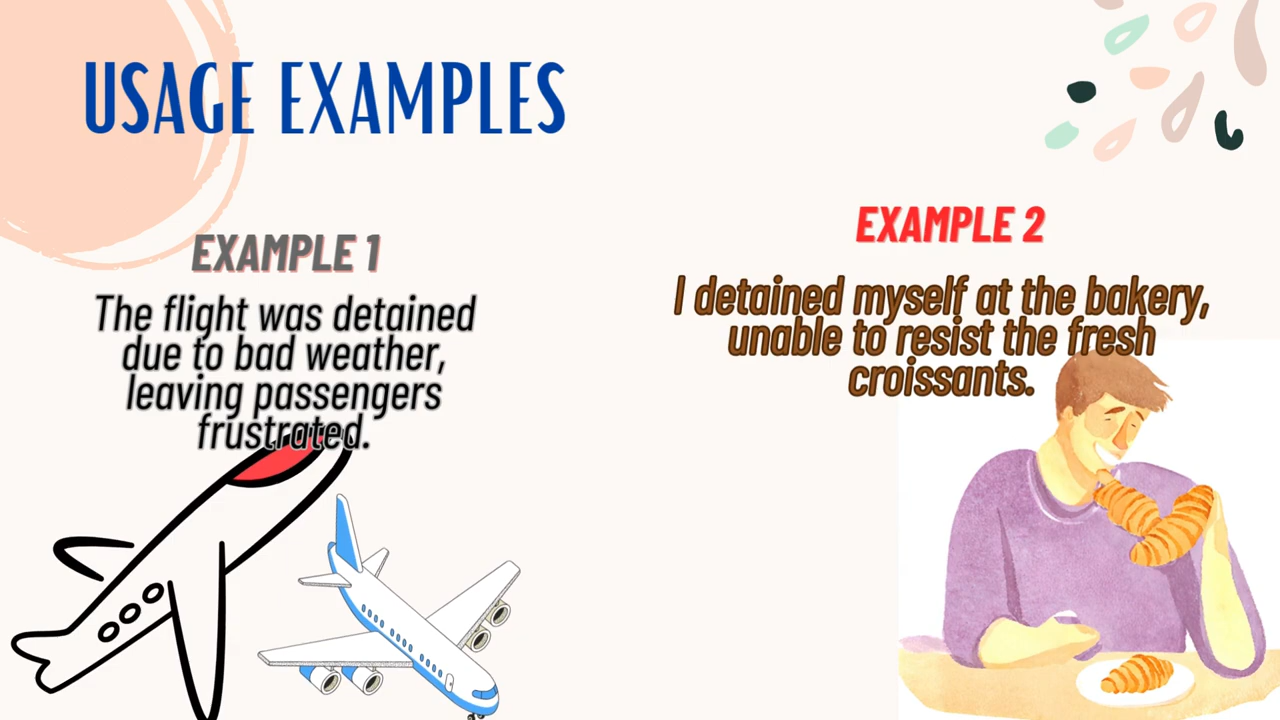 USAGE EXAMPLES
EXAMPLE 1
The flight was detained
due to bad weather,
leaving passengers
frustrated.
EXAMPLE 2
I detained myself at the bakery,
unable to resist the fresh
croissants.